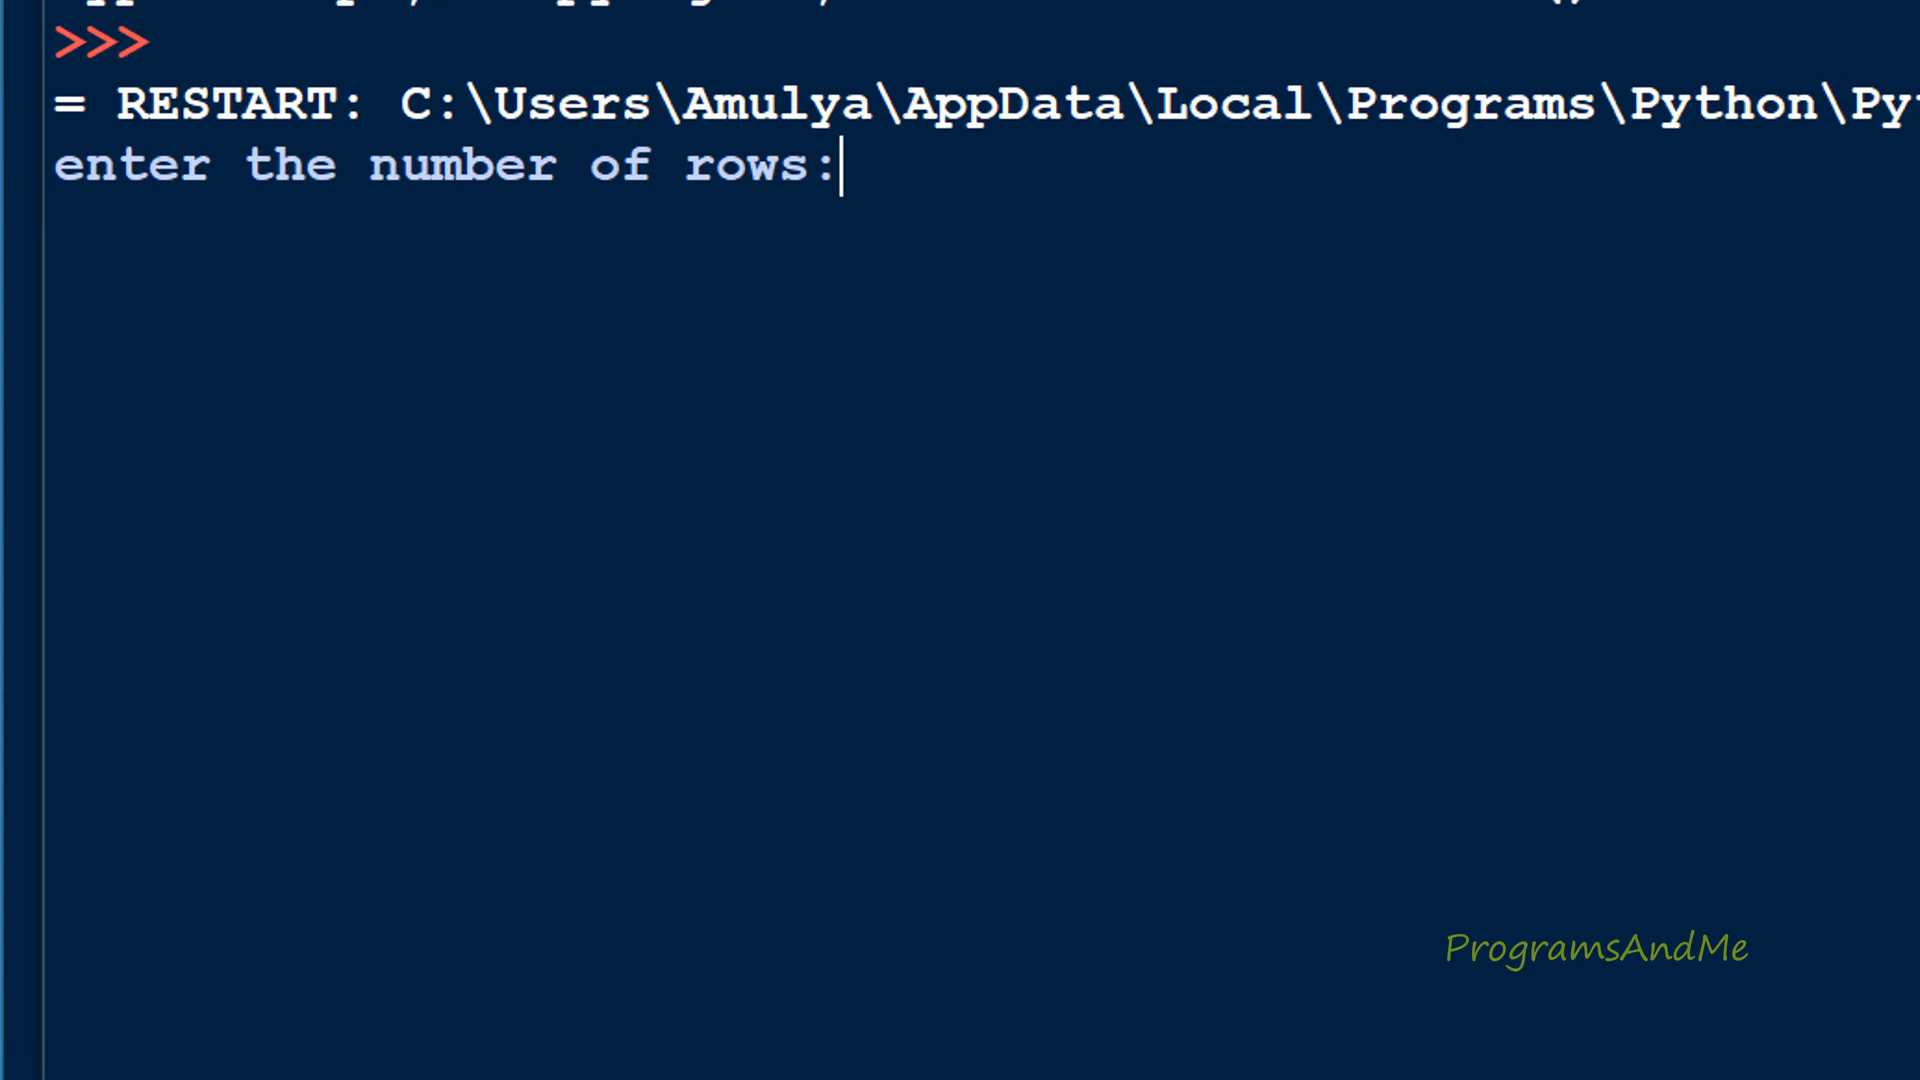 >>>
= RESTART: C:\Users\Amulya\AppData\Local\Programs\Python\Py
enter the number of rows:
ProgramsAndMe